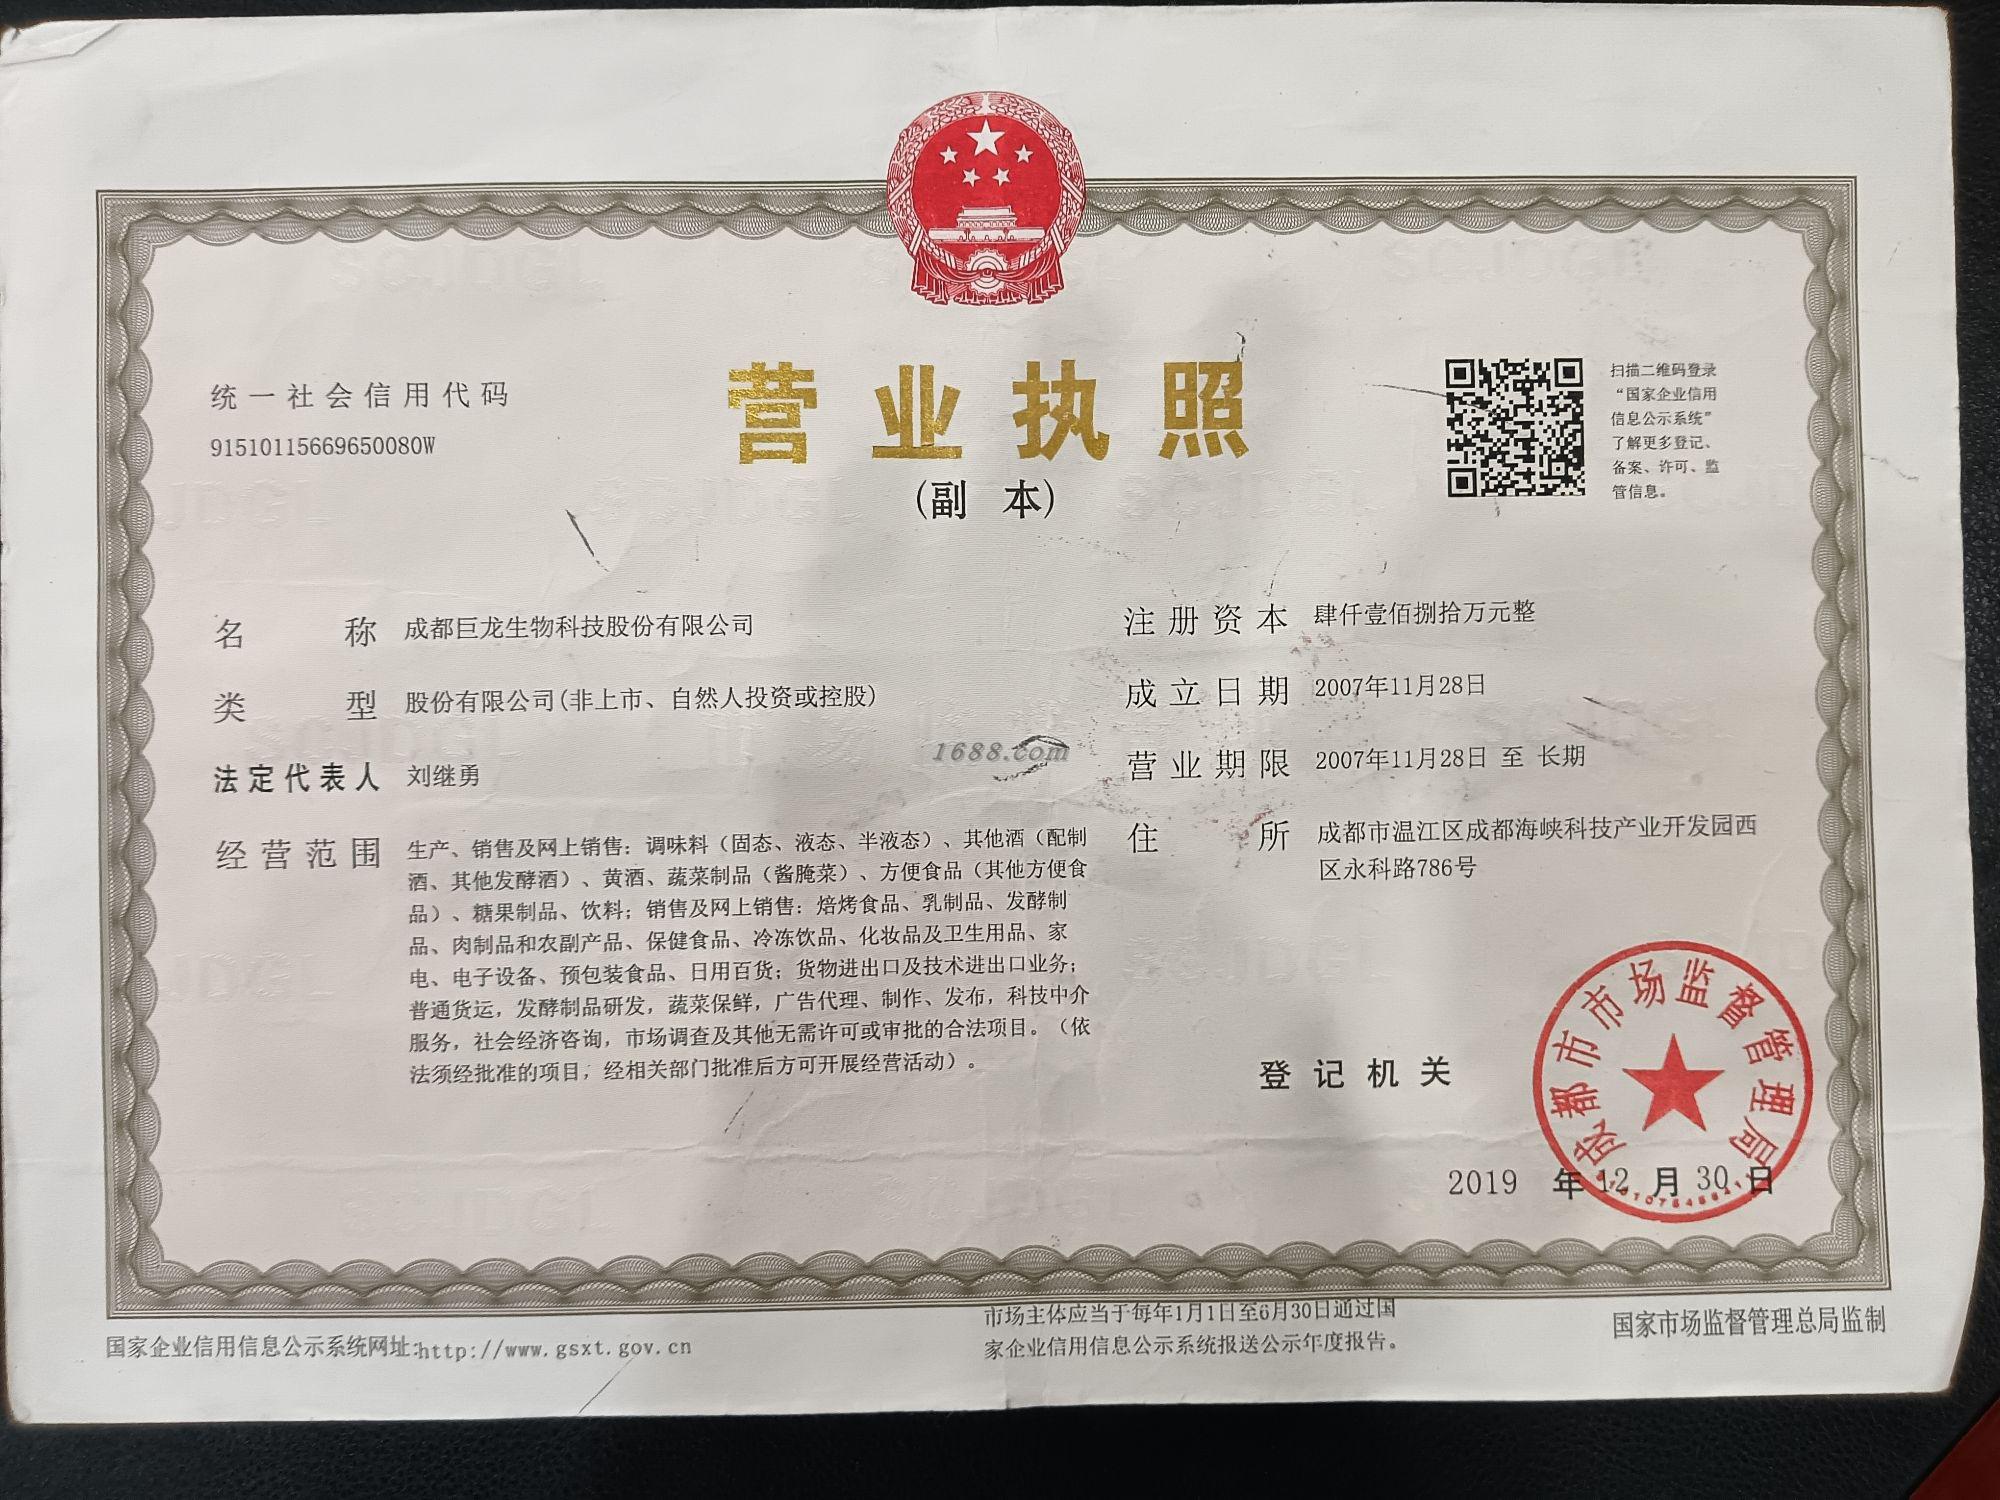 统一社会信用代码
91510115669650080W
营业执照
(副 本)
扫描二维码登录
“国家企业信用
信息公示系统”
了解更多登记、
备案、许可、监
管信息。
名 称 成都巨龙生物科技股份有限公司
类 型 股份有限公司(非上市、自然人投资或控股)
法定代表人 刘继勇
经营范围 生产、销售及网上销售：调味料（固态、液态、半液态）、其他酒（配制
酒、其他发酵酒）、黄酒、蔬菜制品（酱腌菜）、方便食品（其他方便食
品）、糖果制品、饮料；销售及网上销售：焙烤食品、乳制品、发酵制
品、肉制品和农副产品、保健食品、冷冻饮品、化妆品及卫生用品、家
电、电子设备、预包装食品、日用百货；货物进出口及技术进出口业务；
普通货运，发酵制品研发，蔬菜保鲜，广告代理、制作、发布，科技中介
服务，社会经济咨询，市场调查及其他无需许可或审批的合法项目。（依
法须经批准的项目，经相关部门批准后方可开展经营活动）。
注册资本 肆仟壹佰捌拾万元整
成立日期 2007年11月28日
营业期限 2007年11月28日 至 长期
住 所 成都市温江区成都海峡科技产业开发园西
区永科路786号
1688.com
登记机关
成都市市场监督管理局
2019 年 12 月 30 日
国家企业信用信息公示系统网址:http://www.gsxt.gov.cn
市场主体应当于每年1月1日至6月30日通过国
家企业信用信息公示系统报送公示年度报告。
国家市场监督管理总局监制